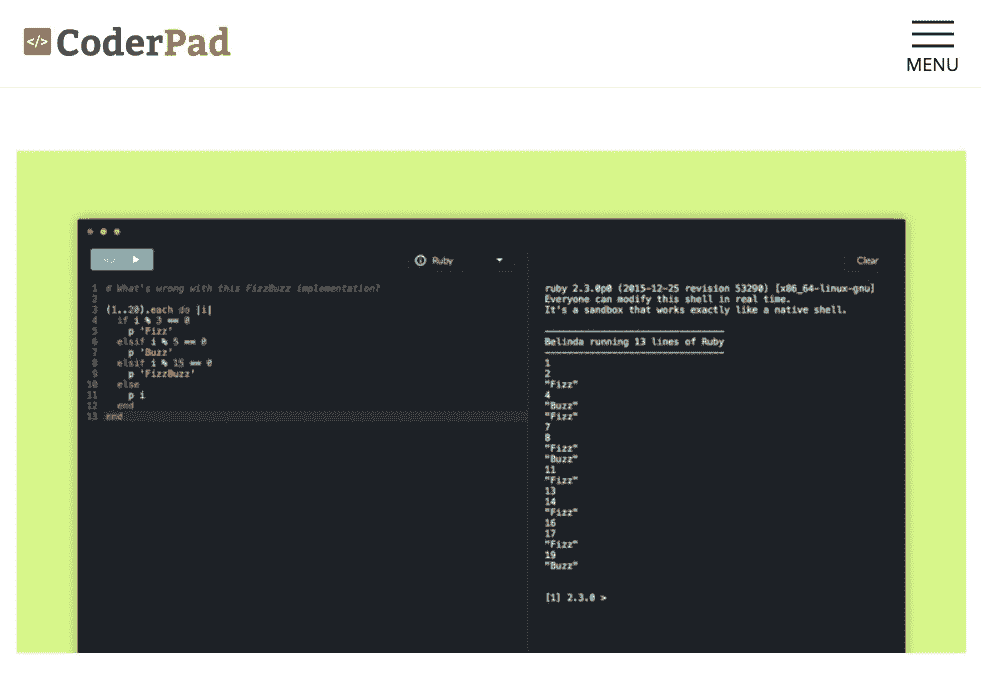 </> CoderPad
MENU
Ruby
1 # What's wrong with this FizzBuzz implementation?
2
3 (1..20).each do |i|
4 if i % 3 == 0
5 p 'Fizz'
6 elsif i % 5 == 0
7 p 'Buzz'
8 elsif i % 15 == 0
9 p 'FizzBuzz'
10 else
11 p i
12 end
13 end
Clear
ruby 2.3.0p0 (2015-12-25 revision 53290) [x86_64-linux-gnu]
Everyone can modify this shell in real time.
It's a sandbox that works exactly like a native shell.
Belinda running 13 lines of Ruby
1
2
"Fizz"
4
"Buzz"
"Fizz"
7
8
"Fizz"
"Buzz"
11
"Fizz"
13
14
"Fizz"
16
17
"Fizz"
19
"Buzz"
[1] 2.3.0 >